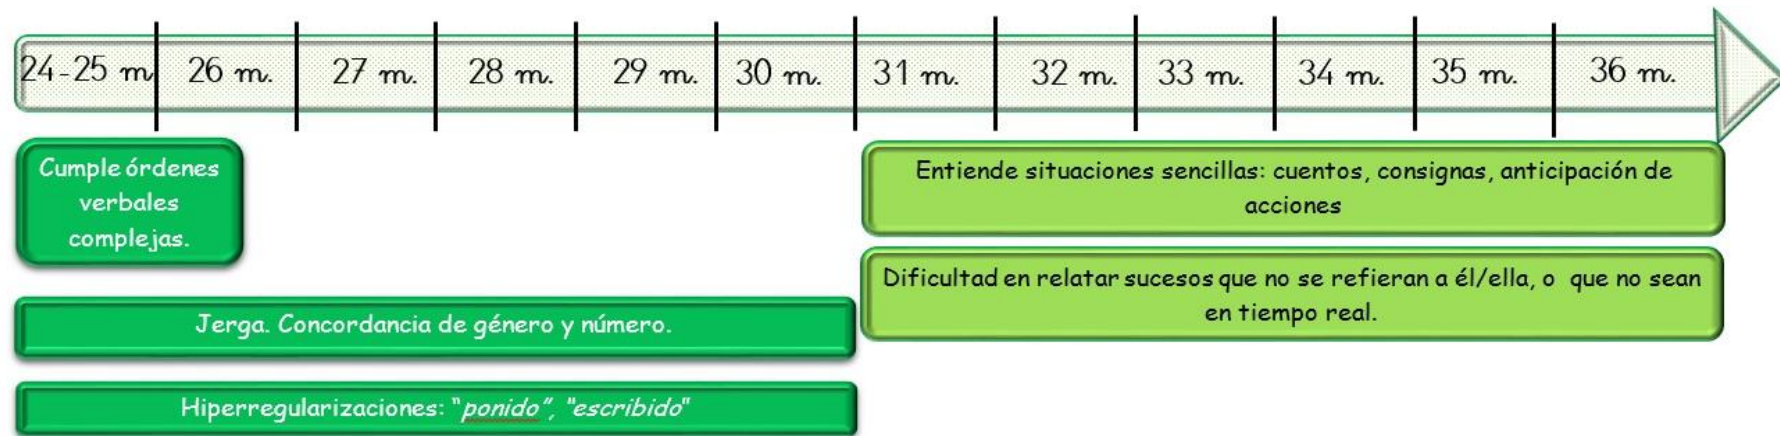 24-25 m 26 m. 27 m. 28 m. 29 m. 30 m. 31 m. 32 m. 33 m. 34 m. 35 m. 36 m.
Cumple órdenes
verbales
complejas.
Entiende situaciones sencillas: cuentos, consignas, anticipación de
acciones
Dificultad en relatar sucesos que no se refieran a él/ella, o que no sean
en tiempo real.
Jerga. Concordancia de género y número.
Hiperregularizaciones: “ponido”, "escribido"